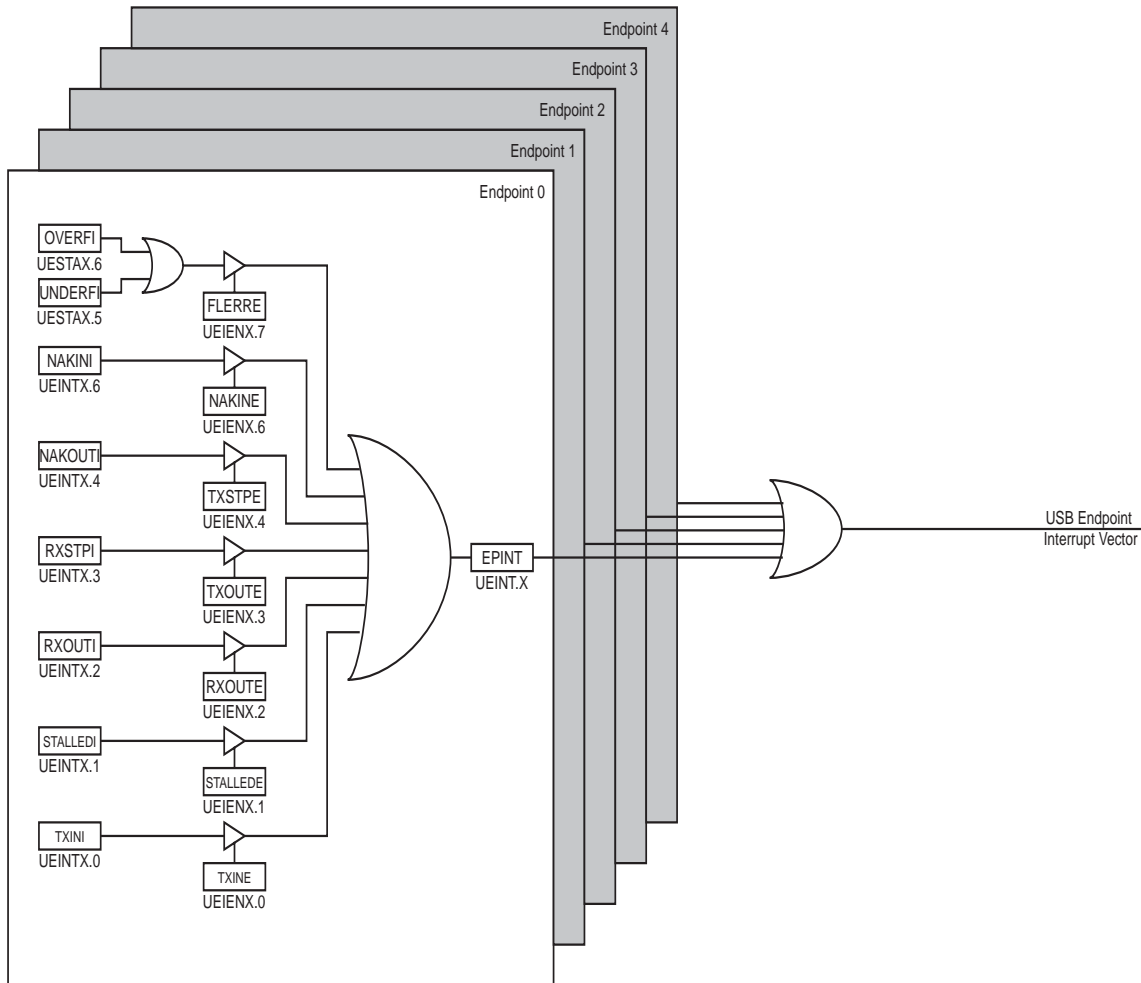 Endpoint 4
Endpoint 3
Endpoint 2
Endpoint 1
Endpoint 0
OVERFI
UESTAX.6
UNDERFI
UESTAX.5
FLERRE
UEIENX.7
NAKINI
UEINTX.6
NAKINE
UEIENX.6
NAKOUTI
UEINTX.4
TXSTPE
UEIENX.4
RXSTPI
UEINTX.3
TXOUTE
UEIENX.3
RXOUTI
UEINTX.2
RXOUTE
UEIENX.2
STALLEDI
UEINTX.1
STALLEDE
UEIENX.1
TXINI
UEINTX.0
TXINE
UEIENX.0
EPINT
UEINT.X
USB Endpoint
Interrupt Vector